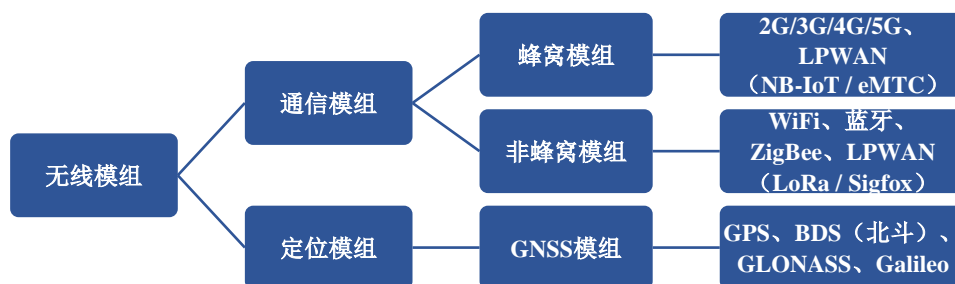 无线模组
通信模组
蜂窝模组
2G/3G/4G/5G、
LPWAN
（NB-IoT / eMTC）
非蜂窝模组
WiFi、蓝牙、
ZigBee、LPWAN
（LoRa / Sigfox）
定位模组
GNSS模组
GPS、BDS（北斗）、
GLONASS、Galileo